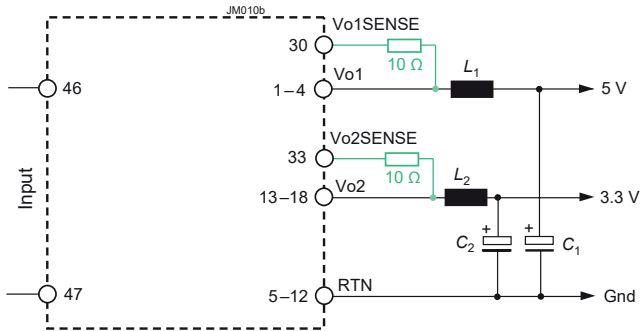 JM010b
Vo1SENSE
30
10 Ω
Vo1
L1
46
1–4
5 V
Vo2SENSE
33
10 Ω
L2
Input
Vo2
13–18
3.3 V
+
+
C2
C1
RTN
47
5–12
Gnd